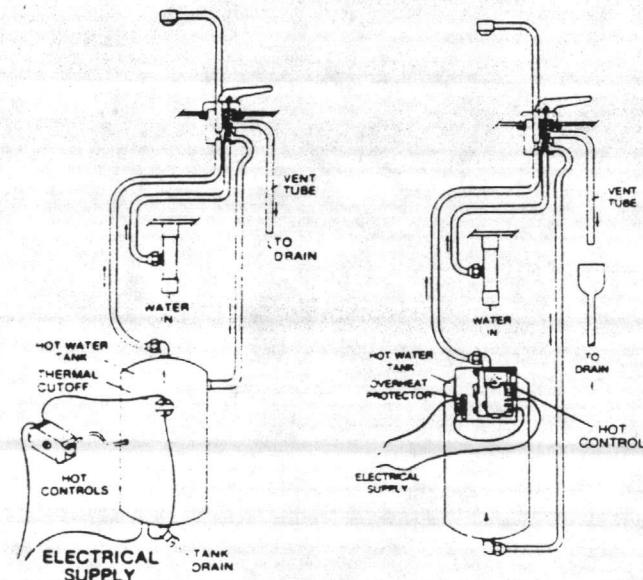 VENT
TUBE
TO
DRAIN
WATER
IN
HOT WATER
TANK
THERMAL
CUTOFF
HOT
CONTROLS
ELECTRICAL
SUPPLY
TANK
DRAIN
VENT
TUBE
WATER
IN
TO
DRAIN
HOT WATER
TANK
OVERHEAT
PROTECTOR
HOT
CONTROL
ELECTRICAL
SUPPLY